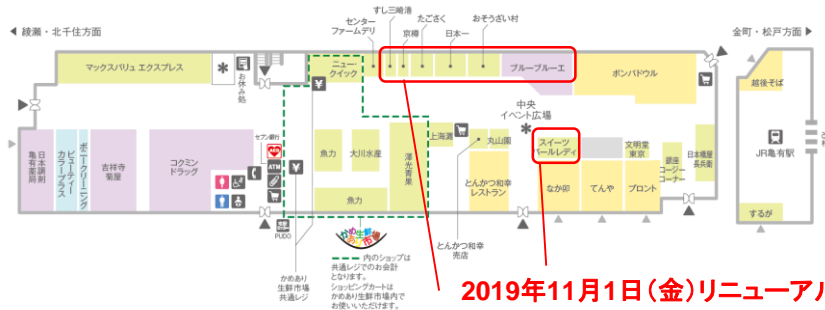 すし三崎港
センター
ファームデリ
京樽
たごさく
日本一
おそうざい村
◀ 綾瀬・北千住方面
金町・松戸方面 ▶
マックスバリュ エクスプレス
お休み処
ニュー・
クイック
ブルーブルーエ
ボンパドウル
越後そば
中央
イベント広場
日本調剤
亀有薬局
ビューティー
カラープラス
ポニークリーニング
吉祥寺
菊屋
コクミン
ドラッグ
セブン銀行
AED
ATM
魚力
大川水産
澤光青果
上海灘
丸山園
スイーツ
パールレディ
文明堂
東京
銀座
コージー
コーナー
日本橋屋
長兵衛
JR亀有駅
魚力
とんかつ和幸
レストラン
なか卯
てんや
プロント
するが
PUDO
かめあり
生鮮市場
とんかつ和幸
売店
かめあり
生鮮市場
共通レジ
内のショップは
共通レジでのお会計
となります。
ショッピングカートは
かめあり生鮮市場内で
お使いいただけます。
2019年11月1日(金)リニューアル